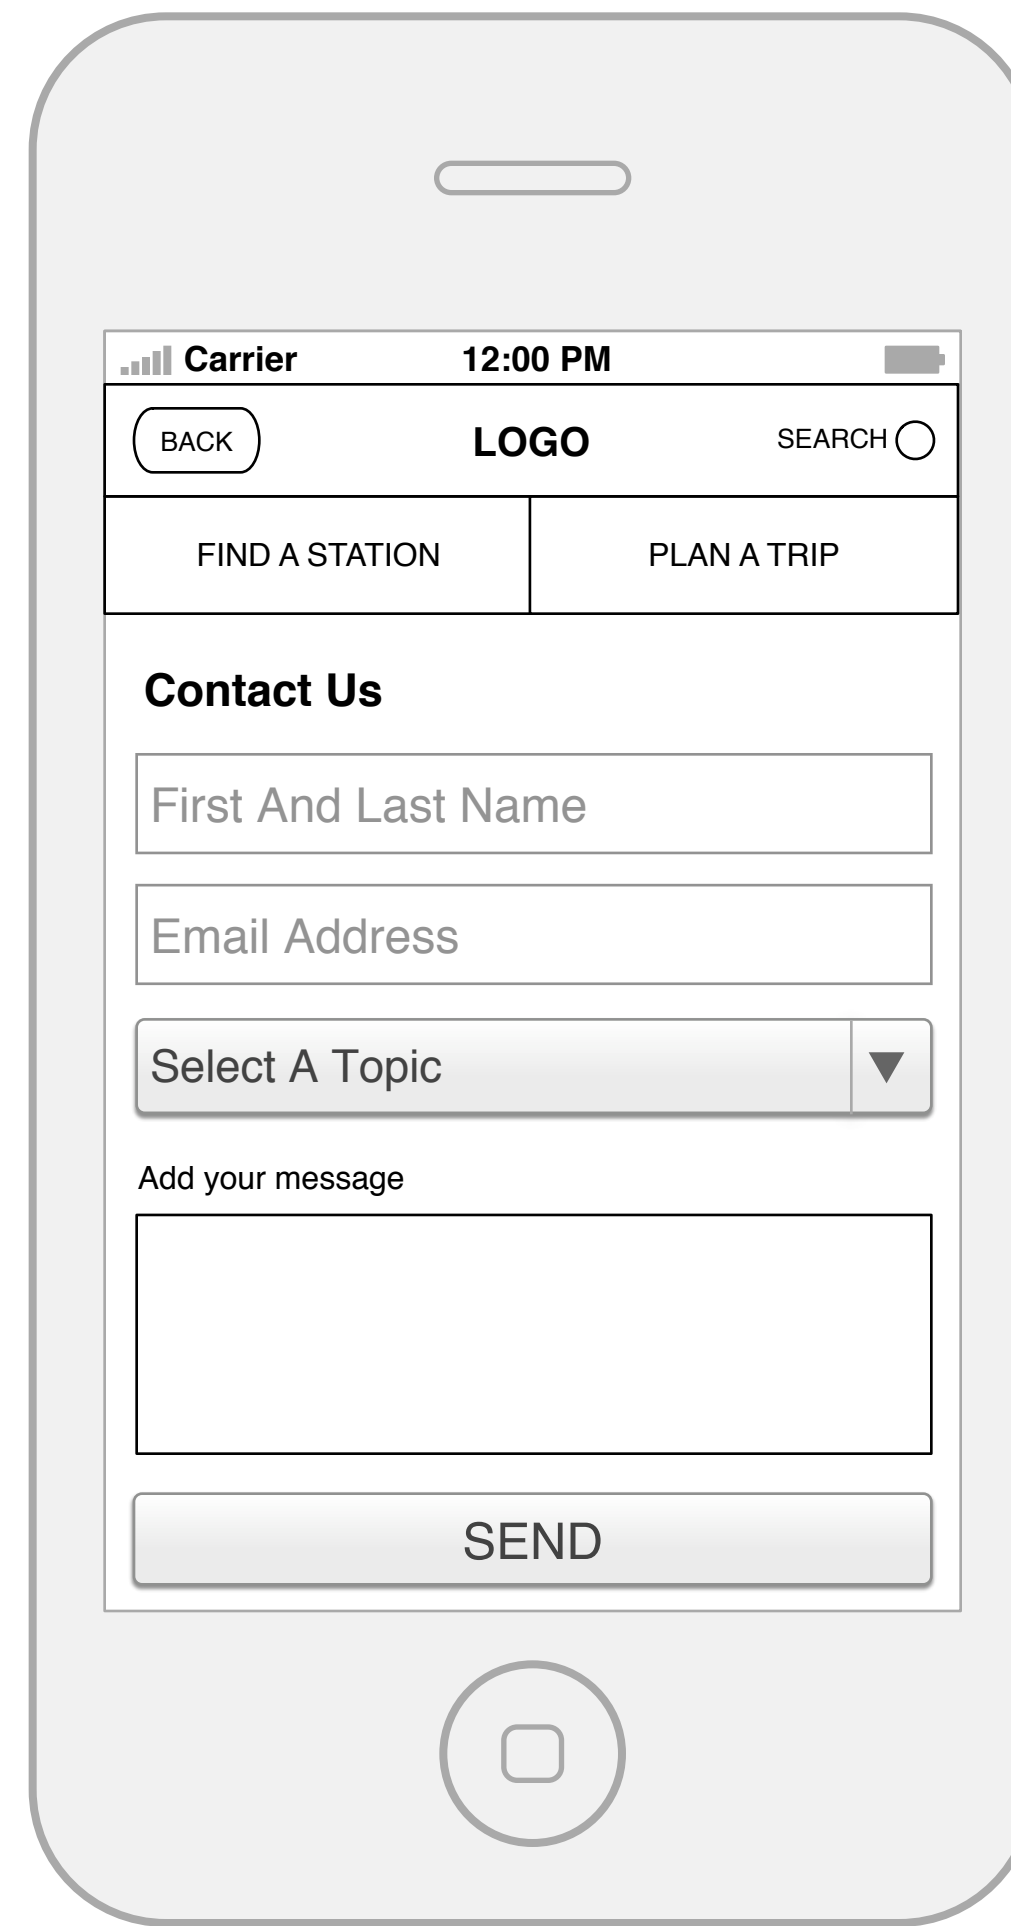 Carrier 12:00 PM
BACK LOGO SEARCH
FIND A STATION PLAN A TRIP
Contact Us
First And Last Name
Email Address
Select A Topic
Add your message
SEND